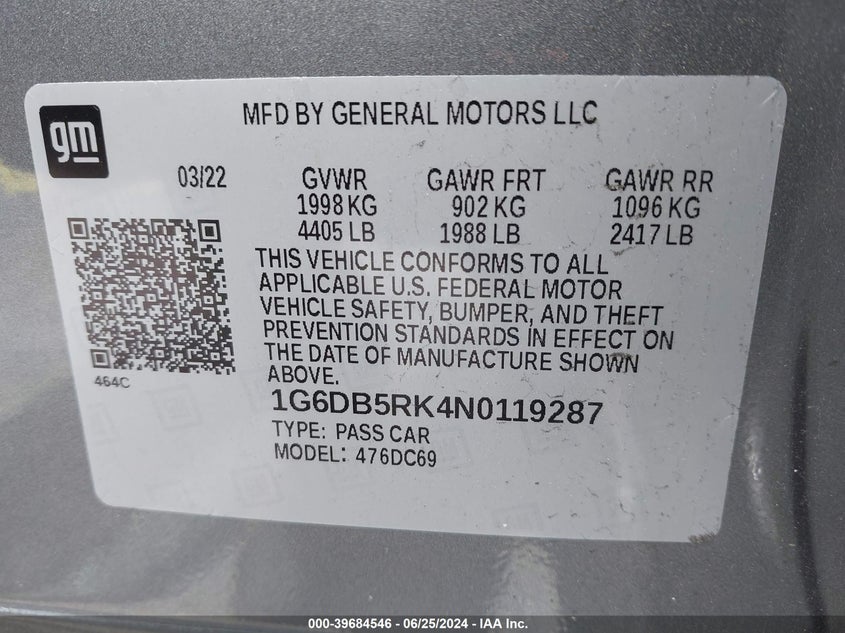 gm
MFD BY GENERAL MOTORS LLC
03/22 GVWR GAWR FRT GAWR RR
1998 KG 902 KG 1096 KG
4405 LB 1988 LB 2417 LB
THIS VEHICLE CONFORMS TO ALL
APPLICABLE U.S. FEDERAL MOTOR
VEHICLE SAFETY, BUMPER, AND THEFT
PREVENTION STANDARDS IN EFFECT ON
THE DATE OF MANUFACTURE SHOWN
ABOVE.
464C
1G6DB5RK4N0119287
TYPE: PASS CAR
MODEL: 476DC69
000-39684546 - 06/25/2024 - IAA Inc.